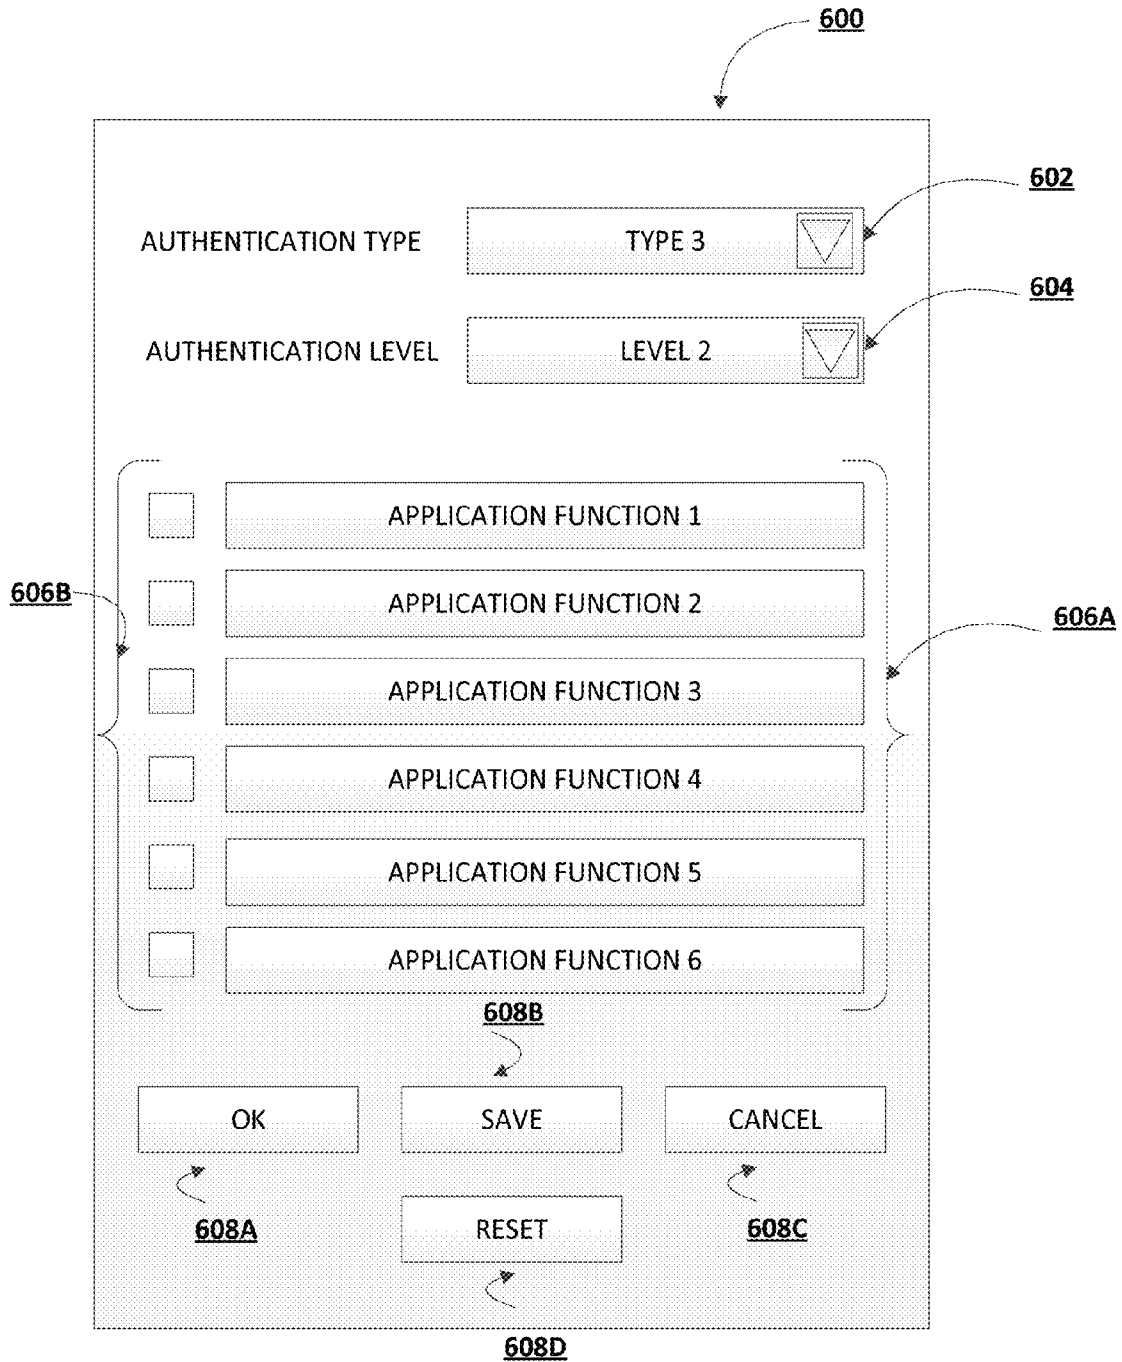 600
602
AUTHENTICATION TYPE TYPE 3
604
AUTHENTICATION LEVEL LEVEL 2
APPLICATION FUNCTION 1
606B
APPLICATION FUNCTION 2
606A
APPLICATION FUNCTION 3
APPLICATION FUNCTION 4
APPLICATION FUNCTION 5
APPLICATION FUNCTION 6
608B
OK SAVE CANCEL
608A RESET 608C
608D